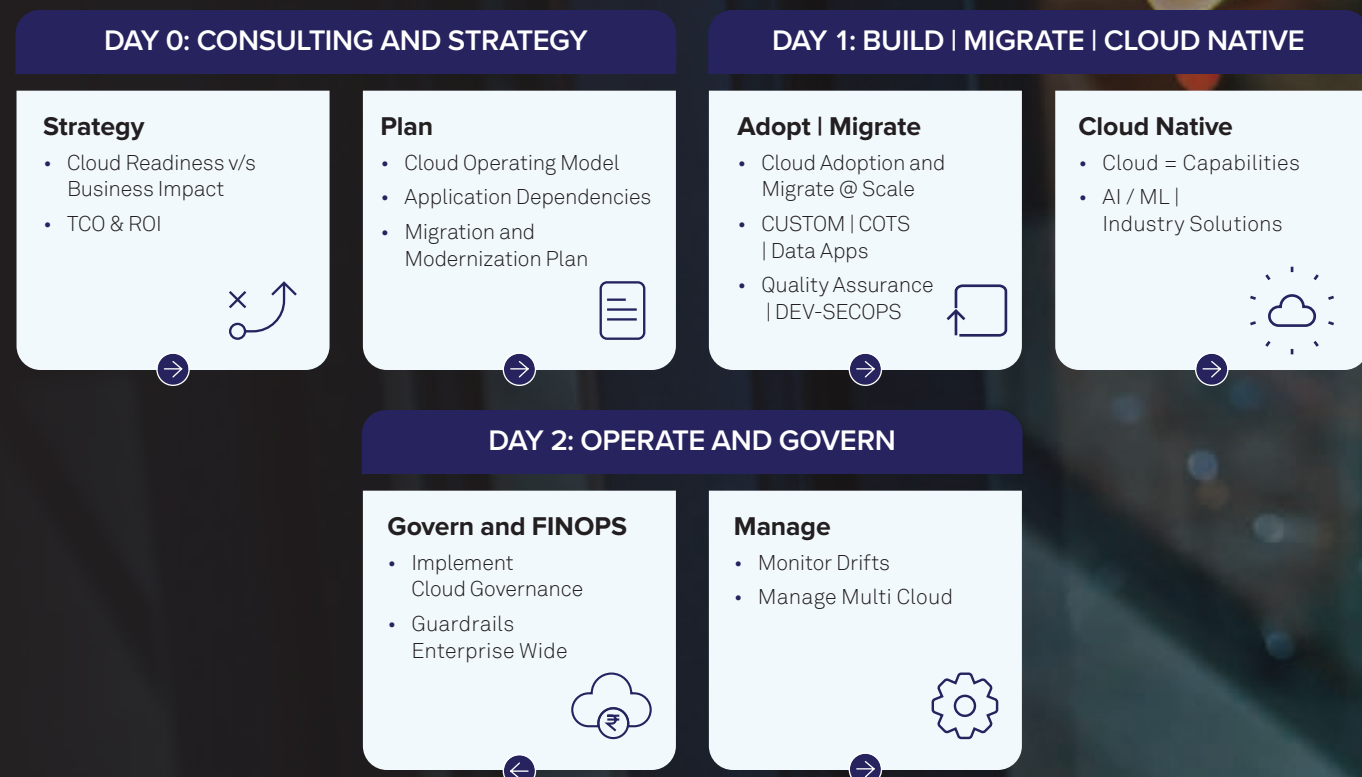 DAY 0: CONSULTING AND STRATEGY
DAY 1: BUILD | MIGRATE | CLOUD NATIVE
Strategy
• Cloud Readiness v/s
Business Impact
• TCO & ROI
Plan
• Cloud Operating Model
• Application Dependencies
• Migration and
Modernization Plan
Adopt | Migrate
• Cloud Adoption and
Migrate @ Scale
• CUSTOM | COTS
| Data Apps
• Quality Assurance
| DEV-SECOPS
Cloud Native
• Cloud = Capabilities
• AI / ML |
Industry Solutions
DAY 2: OPERATE AND GOVERN
Govern and FINOPS
• Implement
Cloud Governance
• Guardrails
Enterprise Wide
₹
Manage
• Monitor Drifts
• Manage Multi Cloud